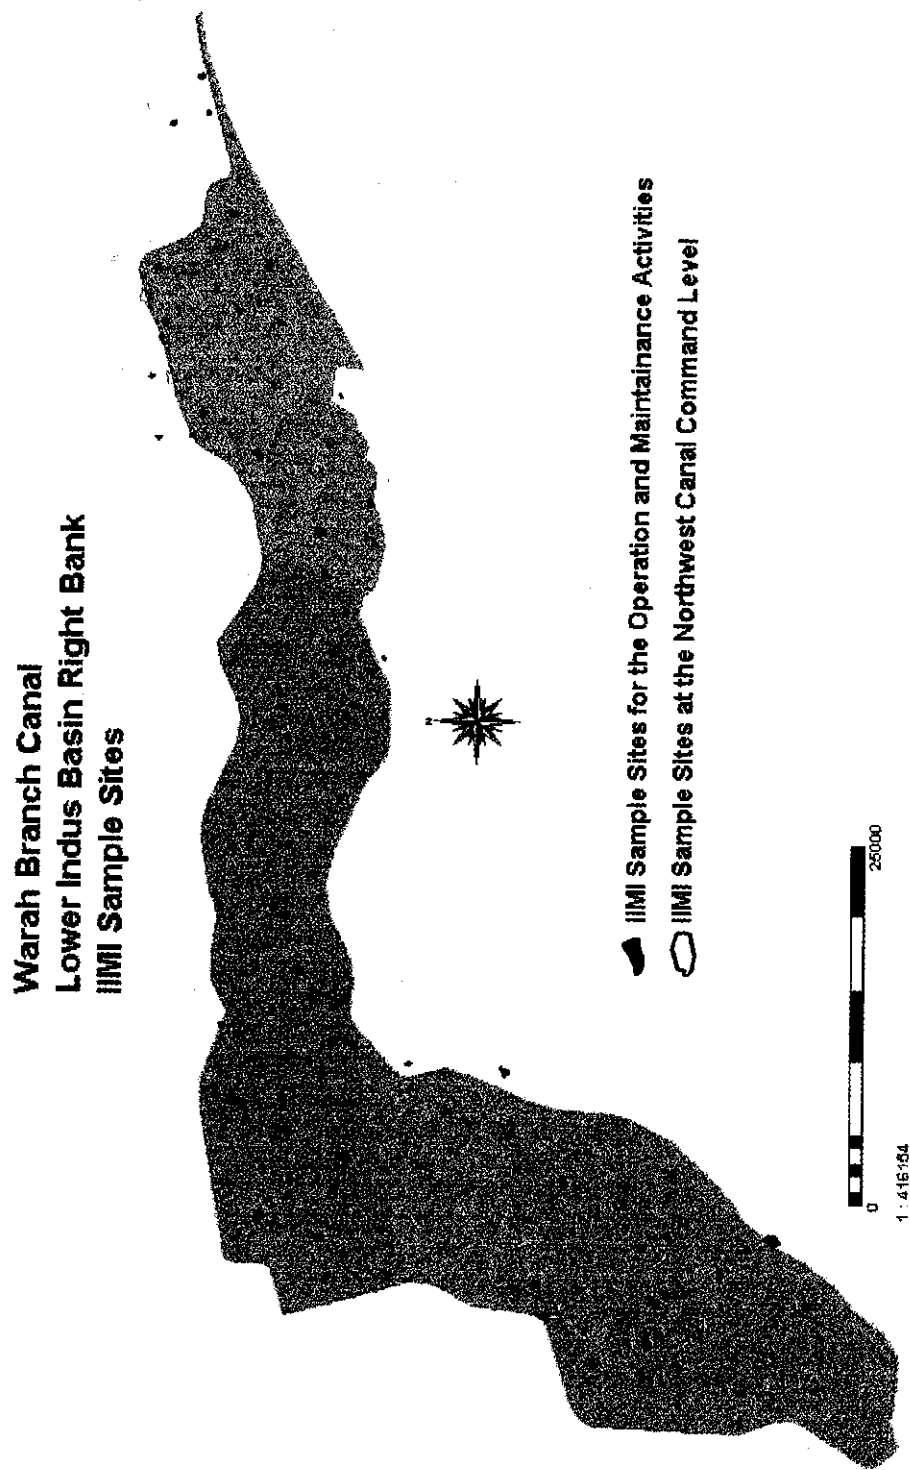 Warah Branch Canal
Lower Indus Basin Right Bank
IIMI Sample Sites
N
IIMI Sample Sites for the Operation and Maintainance Activities
IIMI Sample Sites at the Northwest Canal Command Level
0 25000
1 : 416164